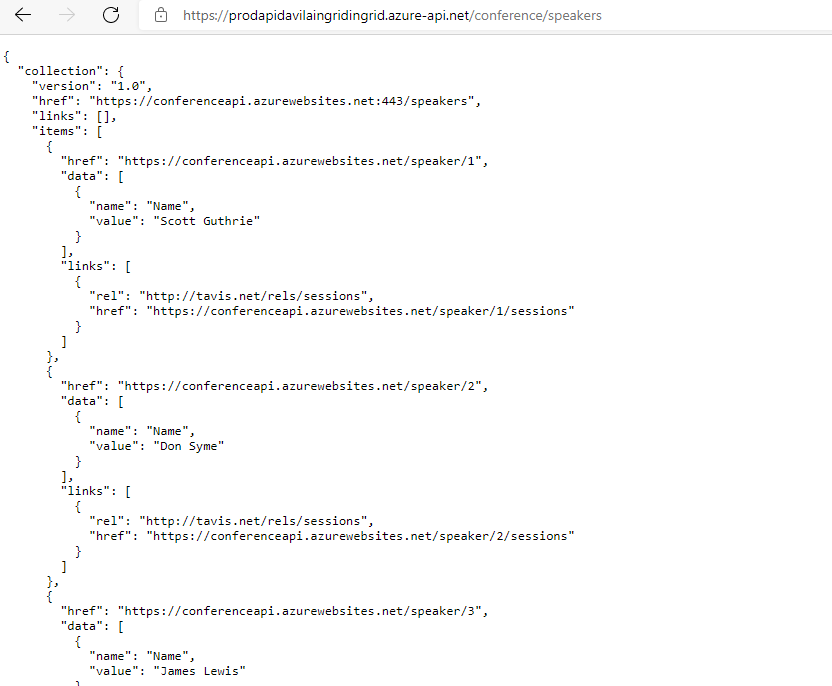 https://prodapidavilaingridingrid.azure-api.net/conference/speakers
{
  "collection": {
    "version": "1.0",
    "href": "https://conferenceapi.azurewebsites.net:443/speakers",
    "links": [],
    "items": [
      {
        "href": "https://conferenceapi.azurewebsites.net/speaker/1",
        "data": [
          {
            "name": "Name",
            "value": "Scott Guthrie"
          }
        ],
        "links": [
          {
            "rel": "http://tavis.net/rels/sessions",
            "href": "https://conferenceapi.azurewebsites.net/speaker/1/sessions"
          }
        ]
      },
      {
        "href": "https://conferenceapi.azurewebsites.net/speaker/2",
        "data": [
          {
            "name": "Name",
            "value": "Don Syme"
          }
        ],
        "links": [
          {
            "rel": "http://tavis.net/rels/sessions",
            "href": "https://conferenceapi.azurewebsites.net/speaker/2/sessions"
          }
        ]
      },
      {
        "href": "https://conferenceapi.azurewebsites.net/speaker/3",
        "data": [
          {
            "name": "Name",
            "value": "James Lewis"
          }